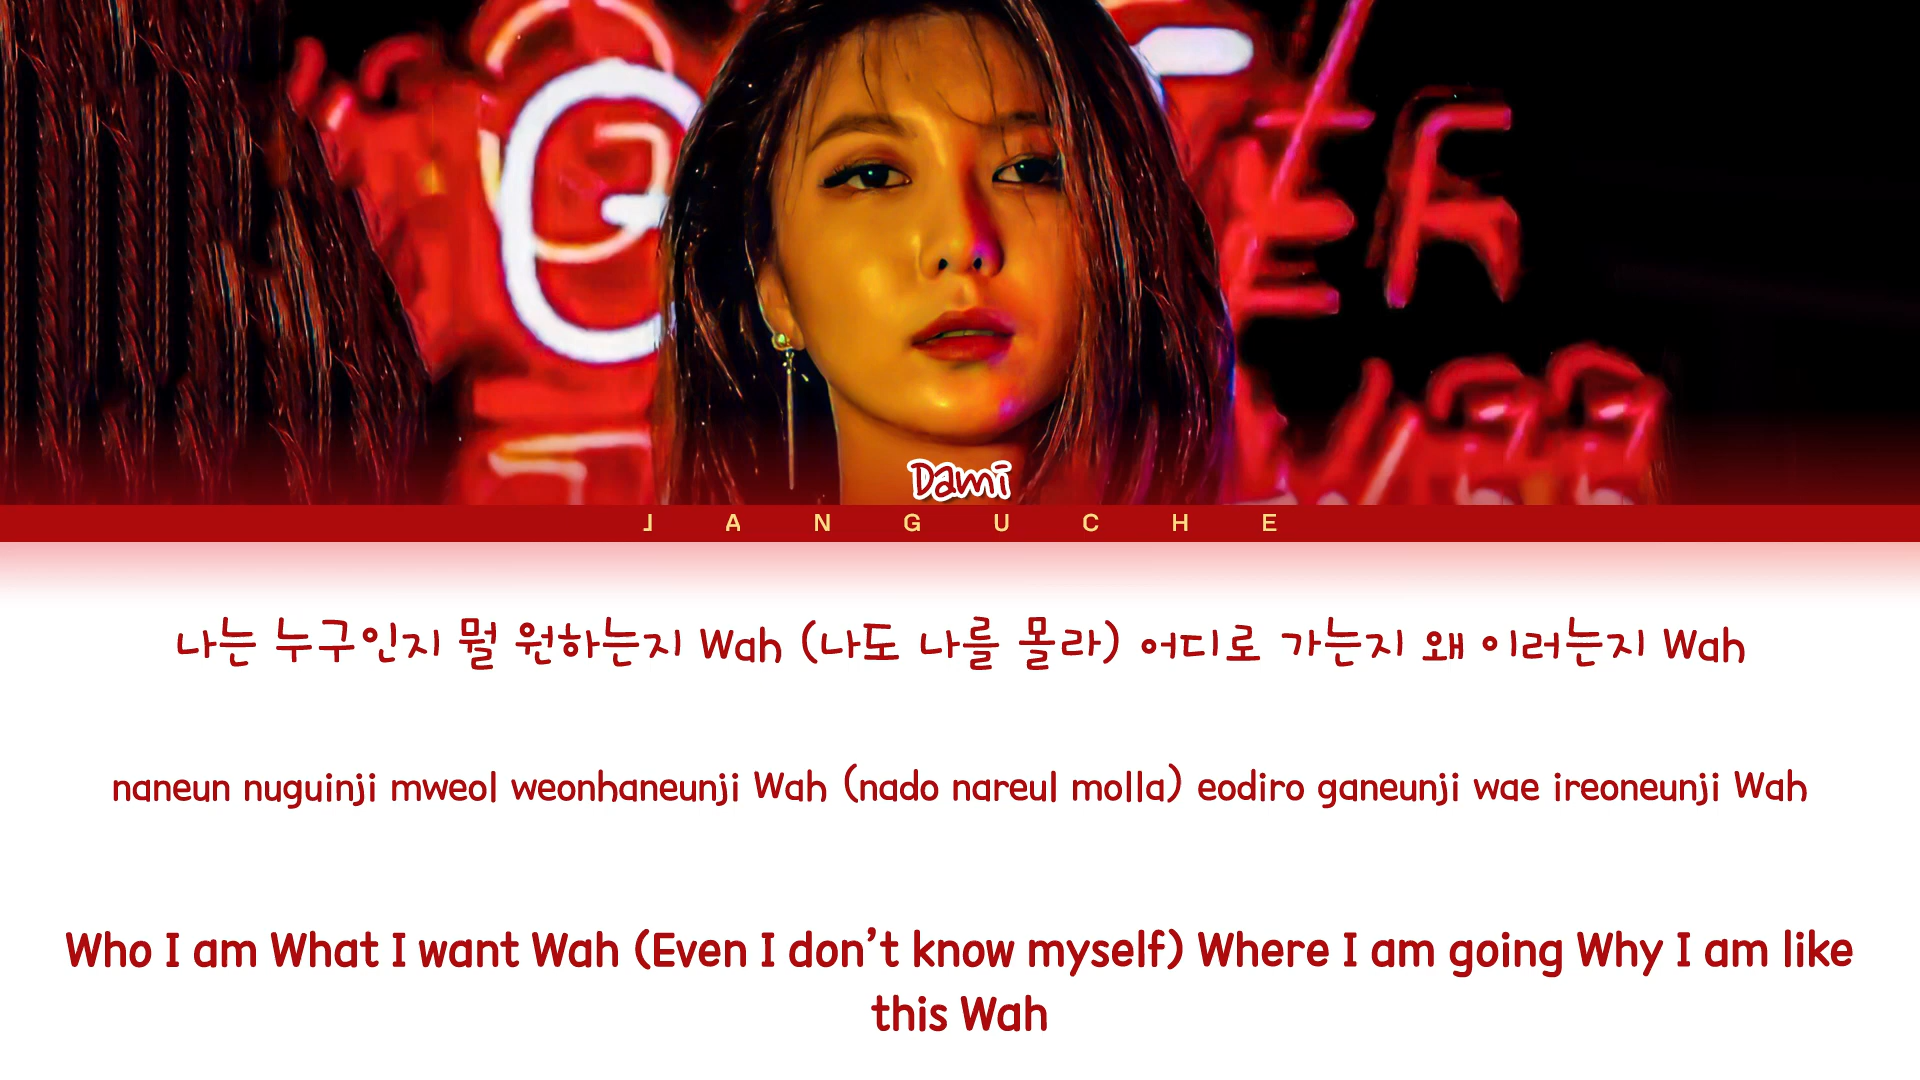 Dami
JANGUCHE
나는 누구인지 뭘 원하는지 Wah (나도 나를 몰라) 어디로 가는지 왜 이러는지 Wah
naneun nuguinji mweol weonhaneunji Wah (nado nareul molla) eodiro ganeunji wae ireoneunji Wah
Who I am What I want Wah (Even I don’t know myself) Where I am going Why I am like
this Wah